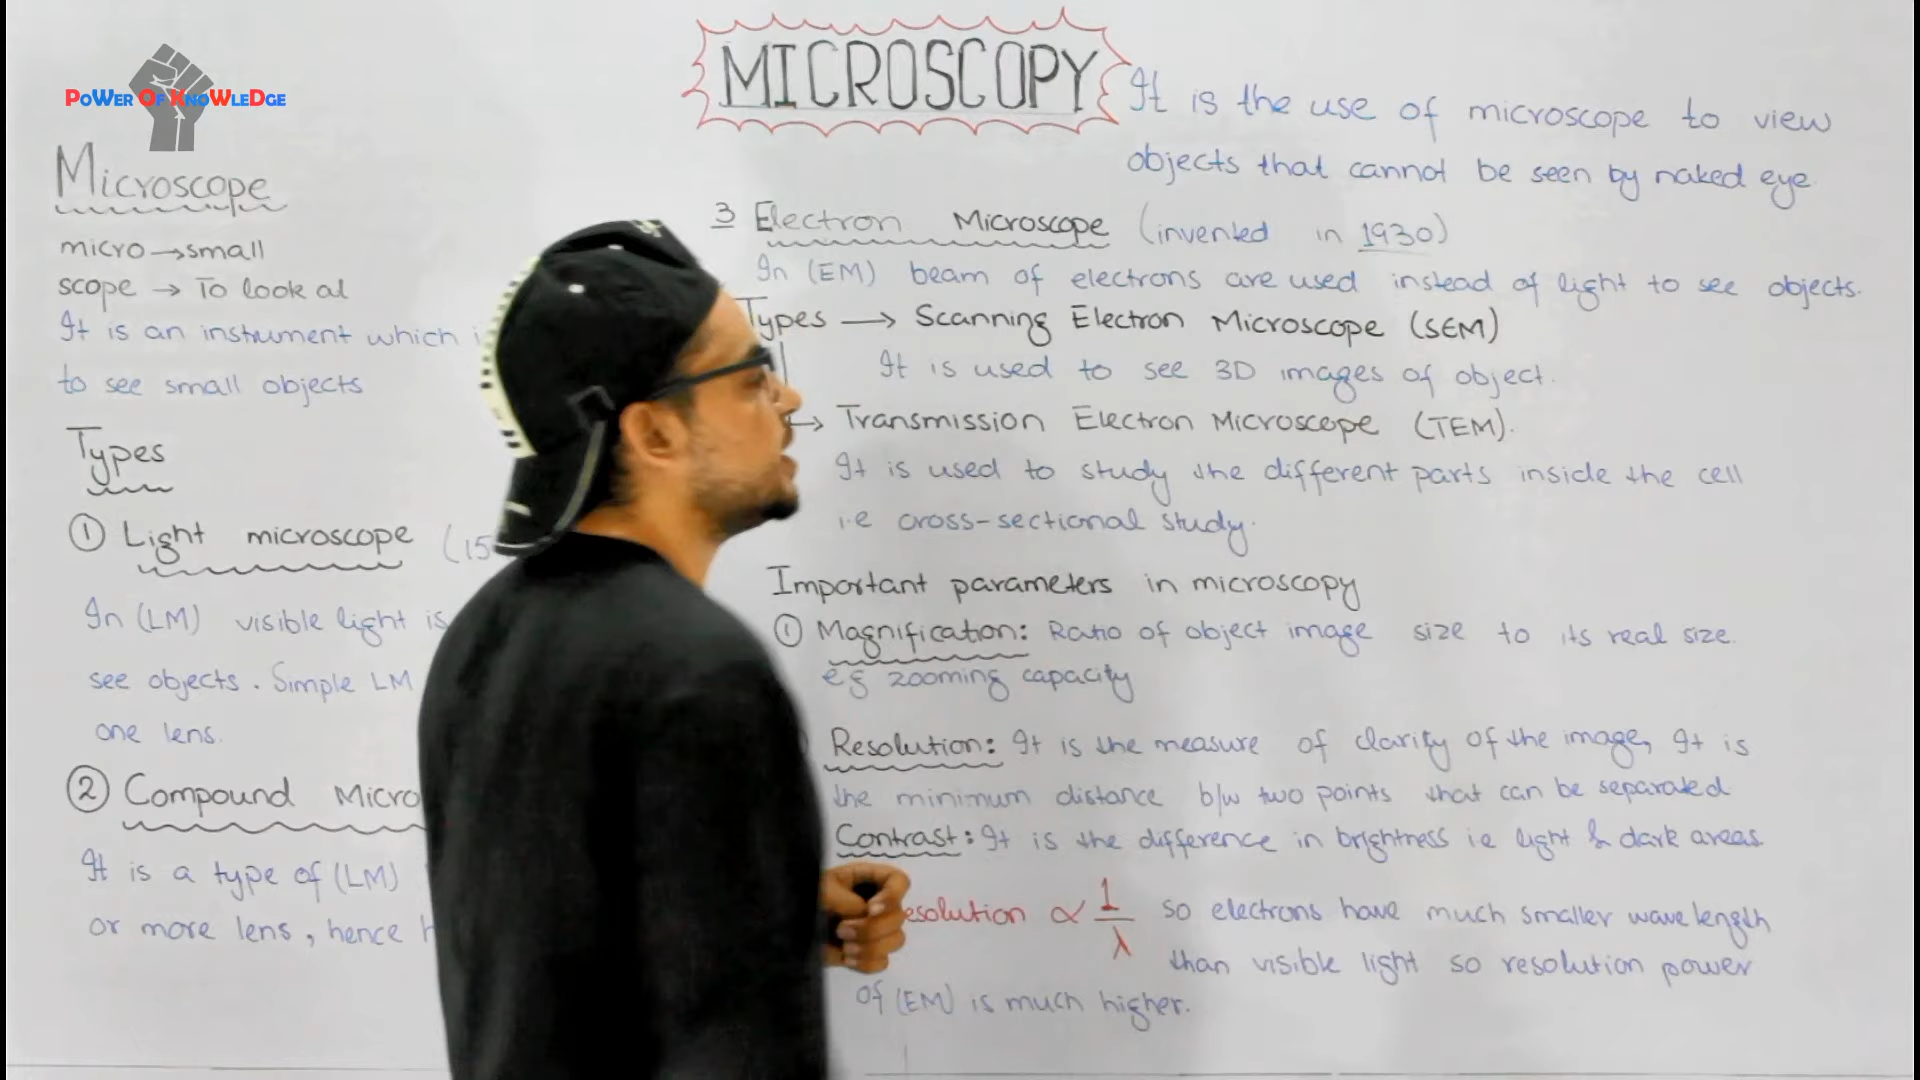 PoWer Of KnoWleDge
MICROSCOPY
It is the use of microscope to view
objects that cannot be seen by naked eye
Microscope
micro → small
scope → To look at
It is an instrument which
to see small objects
Types
① Light microscope (15
In (LM) visible light is
see objects. Simple LM
one lens.
② Compound Micro
It is a type of (LM)
or more lens, hence h
3 Electron Microscope (invented in 1930)
In (EM) beam of electrons are used instead of light to see objects.
Types → Scanning Electron Microscope (SEM)
It is used to see 3D images of object.
→ Transmission Electron Microscope (TEM).
It is used to study the different parts inside the cell
i.e cross-sectional study.
Important parameters in microscopy
① Magnification: Ratio of object image size to its real size.
eg zooming capacity
Resolution: It is the measure of clarity of the image, It is
the minimum distance b/w two points that can be separated
Contrast: It is the difference in brightness i.e light & dark areas.
esolution ∝ 1/λ so electrons have much smaller wavelength
than visible light so resolution power
of (EM) is much higher.